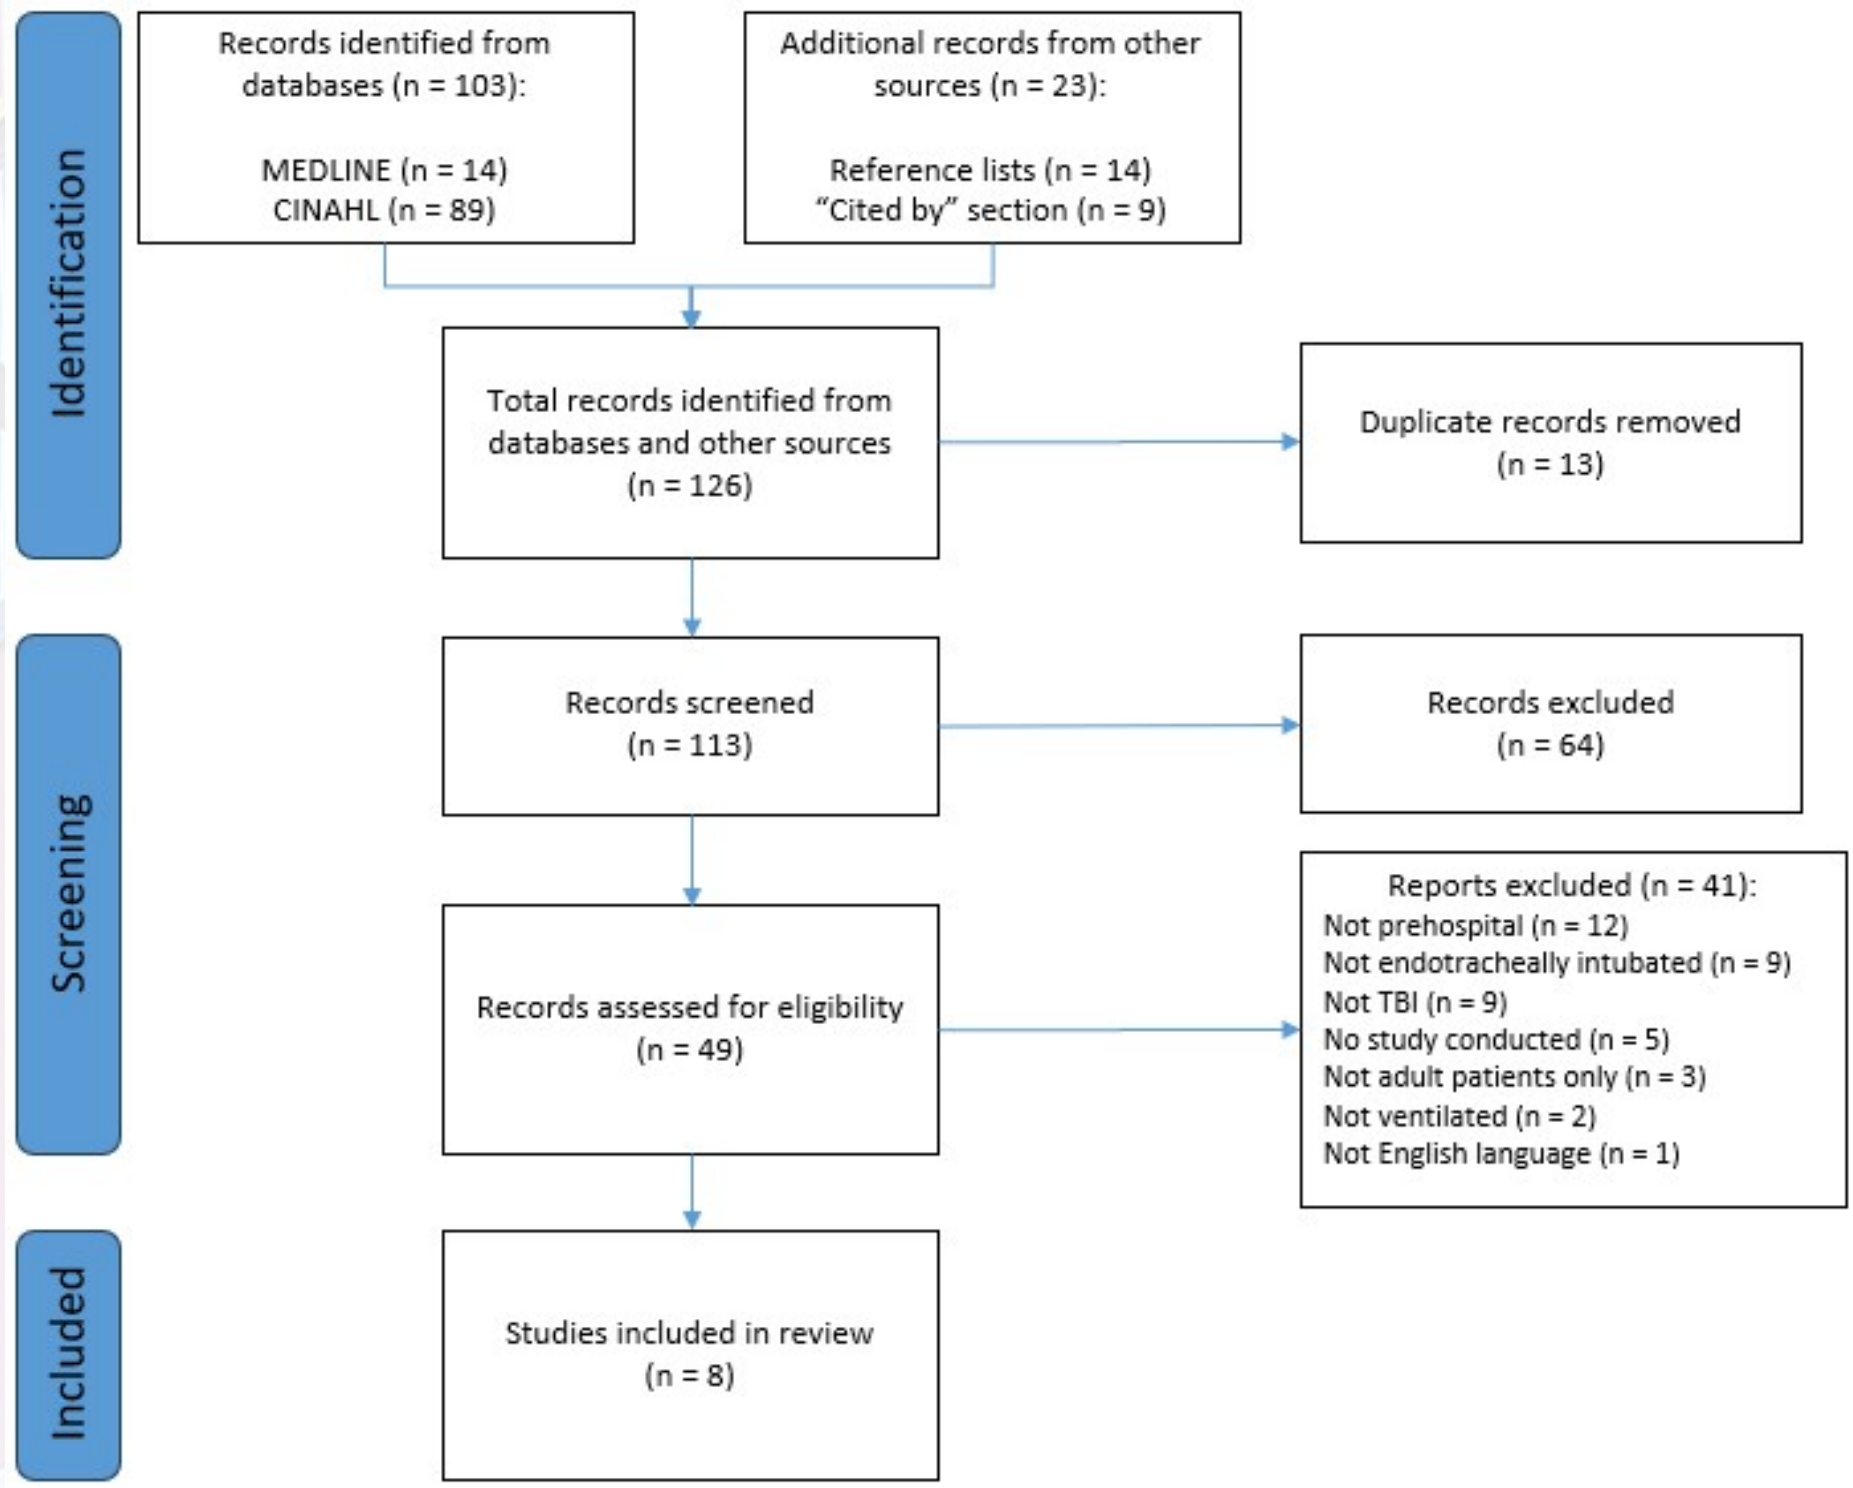 Identification
Records identified from
databases (n = 103):
MEDLINE (n = 14)
CINAHL (n = 89)
Additional records from other
sources (n = 23):
Reference lists (n = 14)
“Cited by” section (n = 9)
Total records identified from
databases and other sources
(n = 126)
Duplicate records removed
(n = 13)
Screening
Records screened
(n = 113)
Records excluded
(n = 64)
Records assessed for eligibility
(n = 49)
Reports excluded (n = 41):
Not prehospital (n = 12)
Not endotracheally intubated (n = 9)
Not TBI (n = 9)
No study conducted (n = 5)
Not adult patients only (n = 3)
Not ventilated (n = 2)
Not English language (n = 1)
Included
Studies included in review
(n = 8)